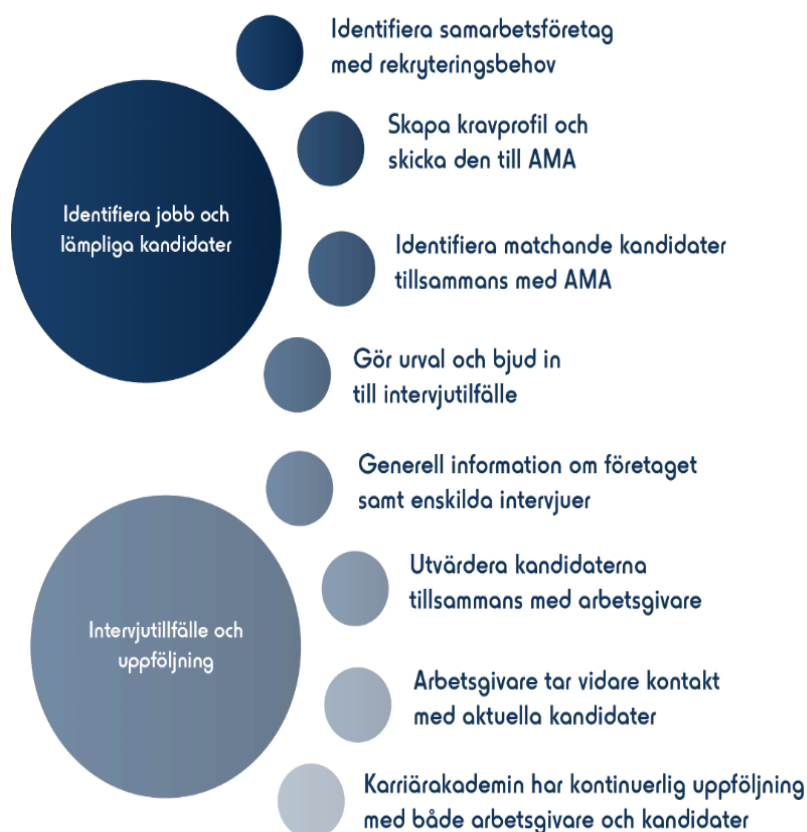 Identifiera samarbetsföretag
med rekryteringsbehov
Skapa kravprofil och
skicka den till AMA
Identifiera jobb och
lämpliga kandidater
Identifiera matchande kandidater
tillsammans med AMA
Gör urval och bjud in
till intervjutilfälle
Generell information om företaget
samt enskilda intervjuer
Utvärdera kandidaterna
tillsammans med arbetsgivare
Intervjutillfälle och
uppföljning
Arbetsgivare tar vidare kontakt
med aktuella kandidater
Karriärakademin har kontinuerlig uppföljning
med både arbetsgivare och kandidater